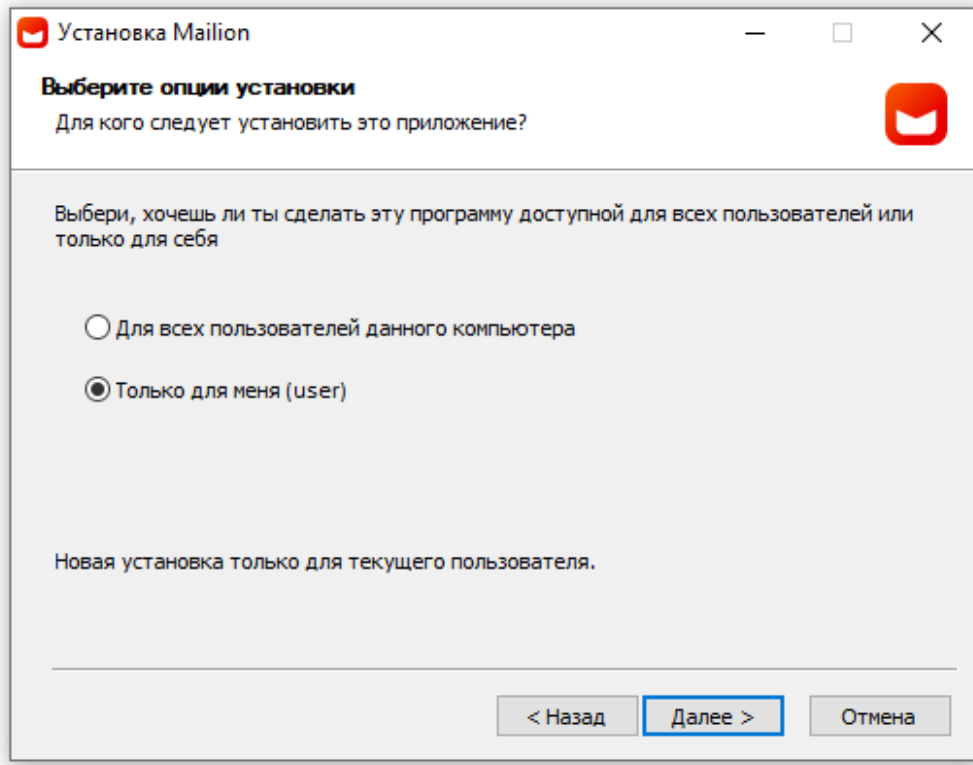 Установка Mailion
Выберите опции установки
Для кого следует установить это приложение?
Выбери, хочешь ли ты сделать эту программу доступной для всех пользователей или
только для себя
Для всех пользователей данного компьютера
Только для меня (user)
Новая установка только для текущего пользователя.
< Назад
Далее >
Отмена